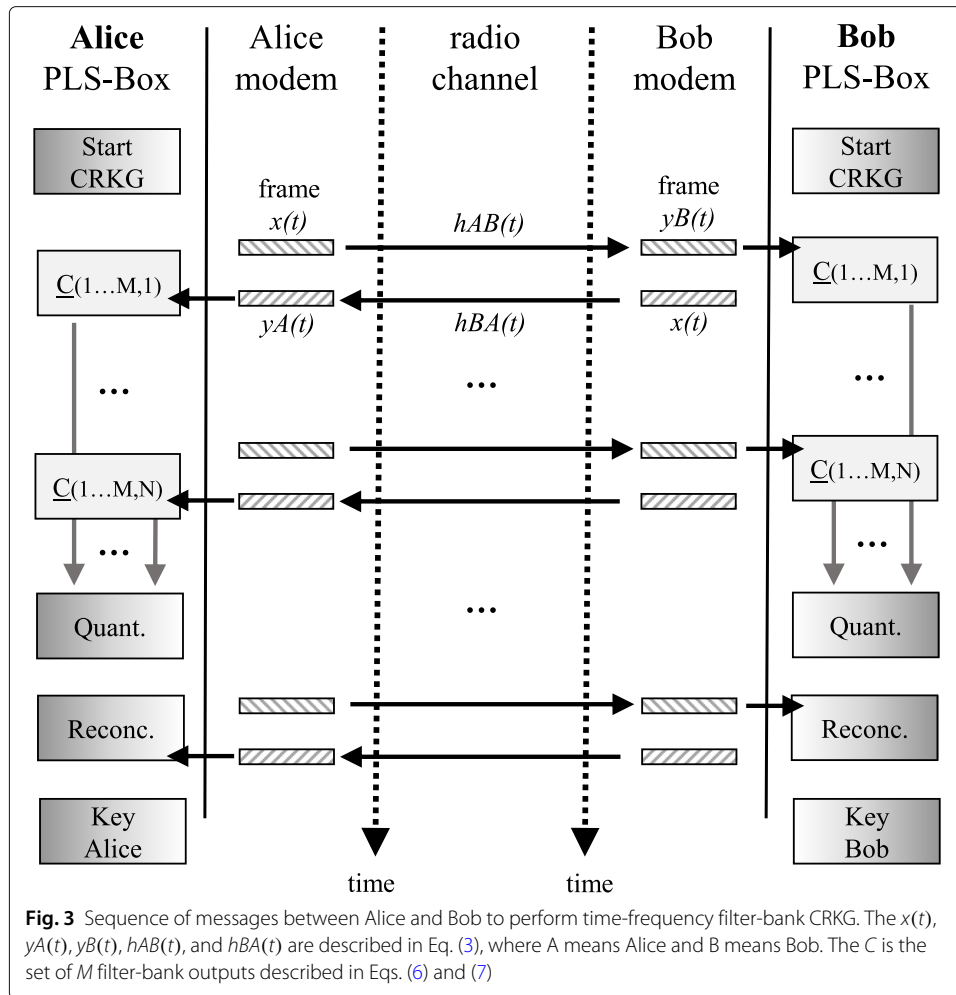 Alice
PLS-Box
Alice
modem
radio
channel
Bob
modem
Bob
PLS-Box
Start
CRKG
Start
CRKG
frame
x(t)
hAB(t)
frame
yB(t)
C(1...M,1)
C(1...M,1)
yA(t)
hBA(t)
x(t)
...
...
...
C(1...M,N)
C(1...M,N)
...
...
...
Quant.
Quant.
Reconc.
Reconc.
Key
Alice
Key
Bob
time
time
Fig. 3 Sequence of messages between Alice and Bob to perform time-frequency filter-bank CRKG. The x(t),
yA(t), yB(t), hAB(t), and hBA(t) are described in Eq. (3), where A means Alice and B means Bob. The C is the
set of M filter-bank outputs described in Eqs. (6) and (7)